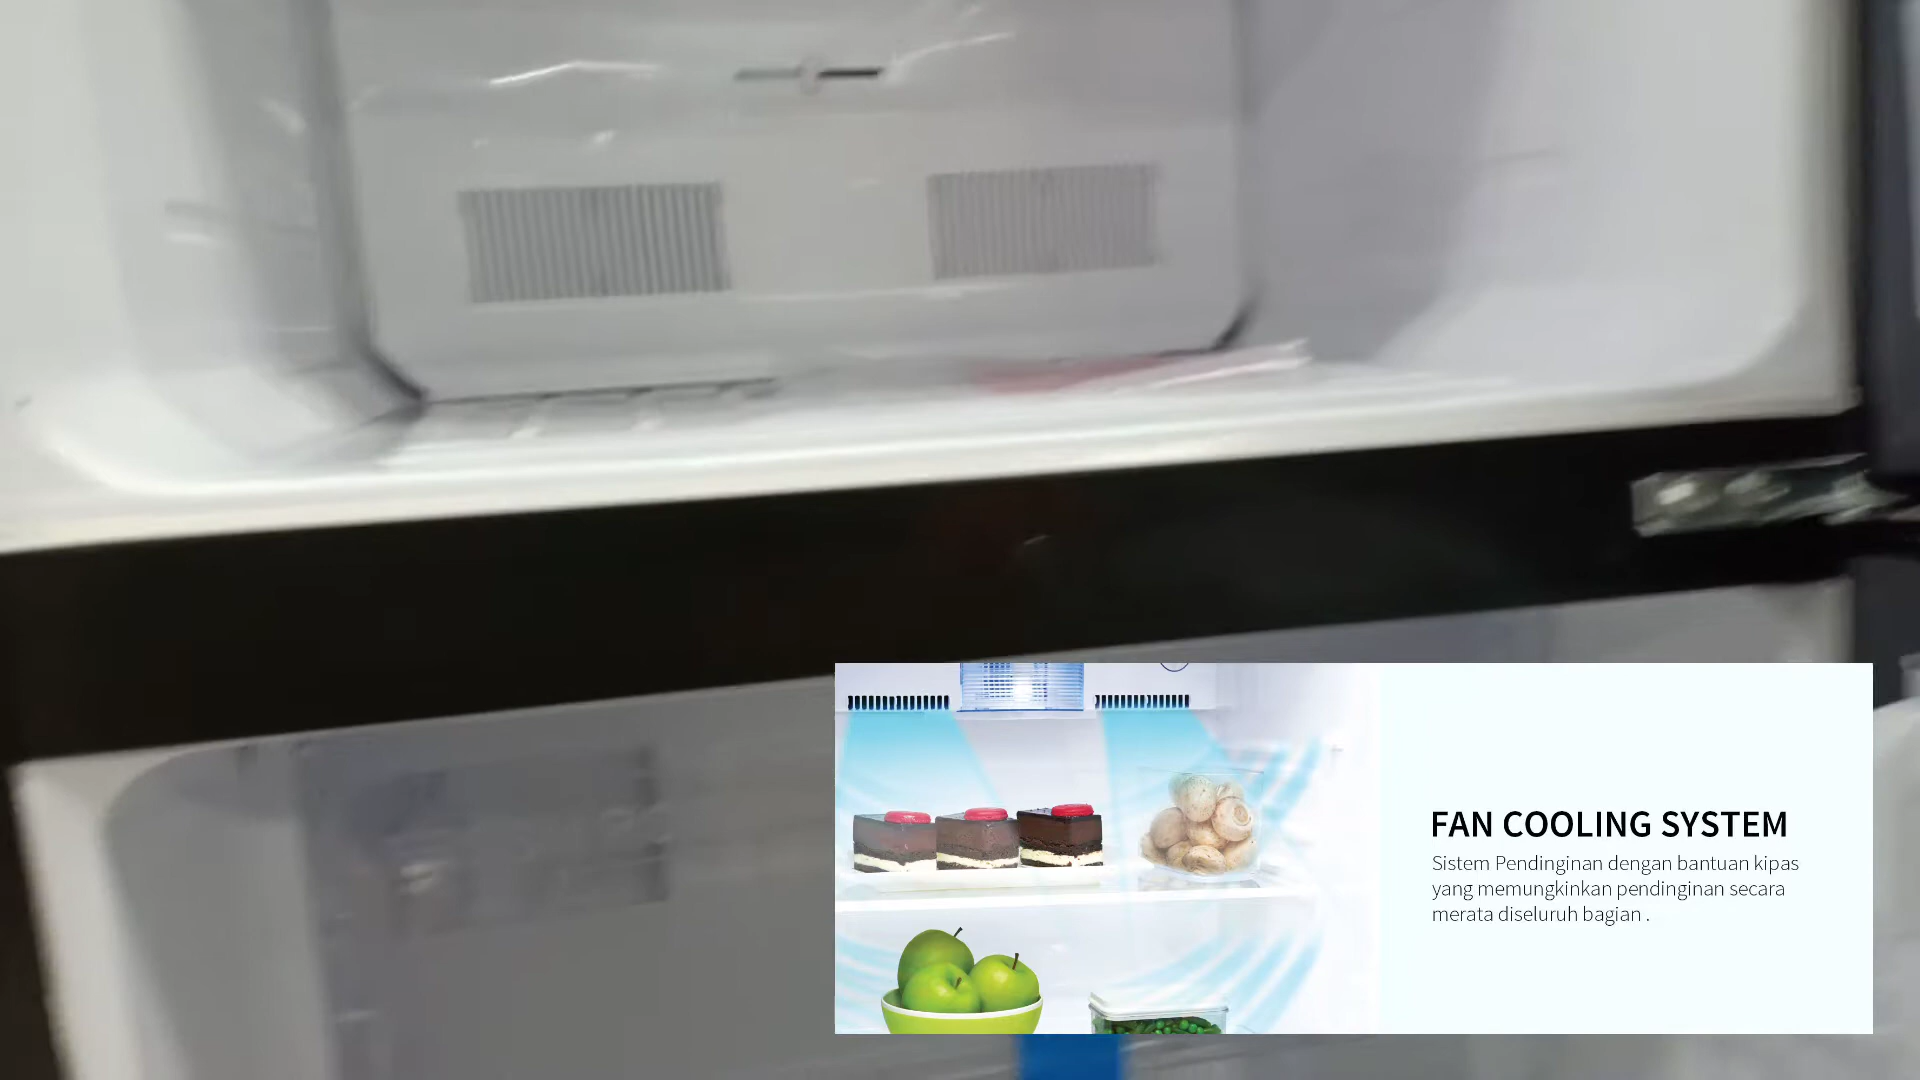 FAN COOLING SYSTEM
Sistem Pendinginan dengan bantuan kipas
yang memungkinkan pendinginan secara
merata diseluruh bagian .